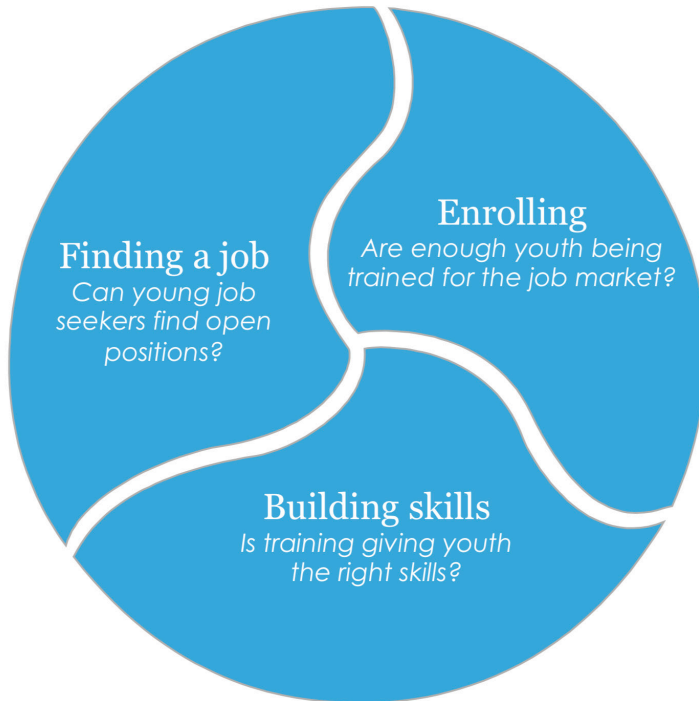 Enrolling
Are enough youth being
trained for the job market?
Finding a job
Can young job
seekers find open
positions?
Building skills
Is training giving youth
the right skills?